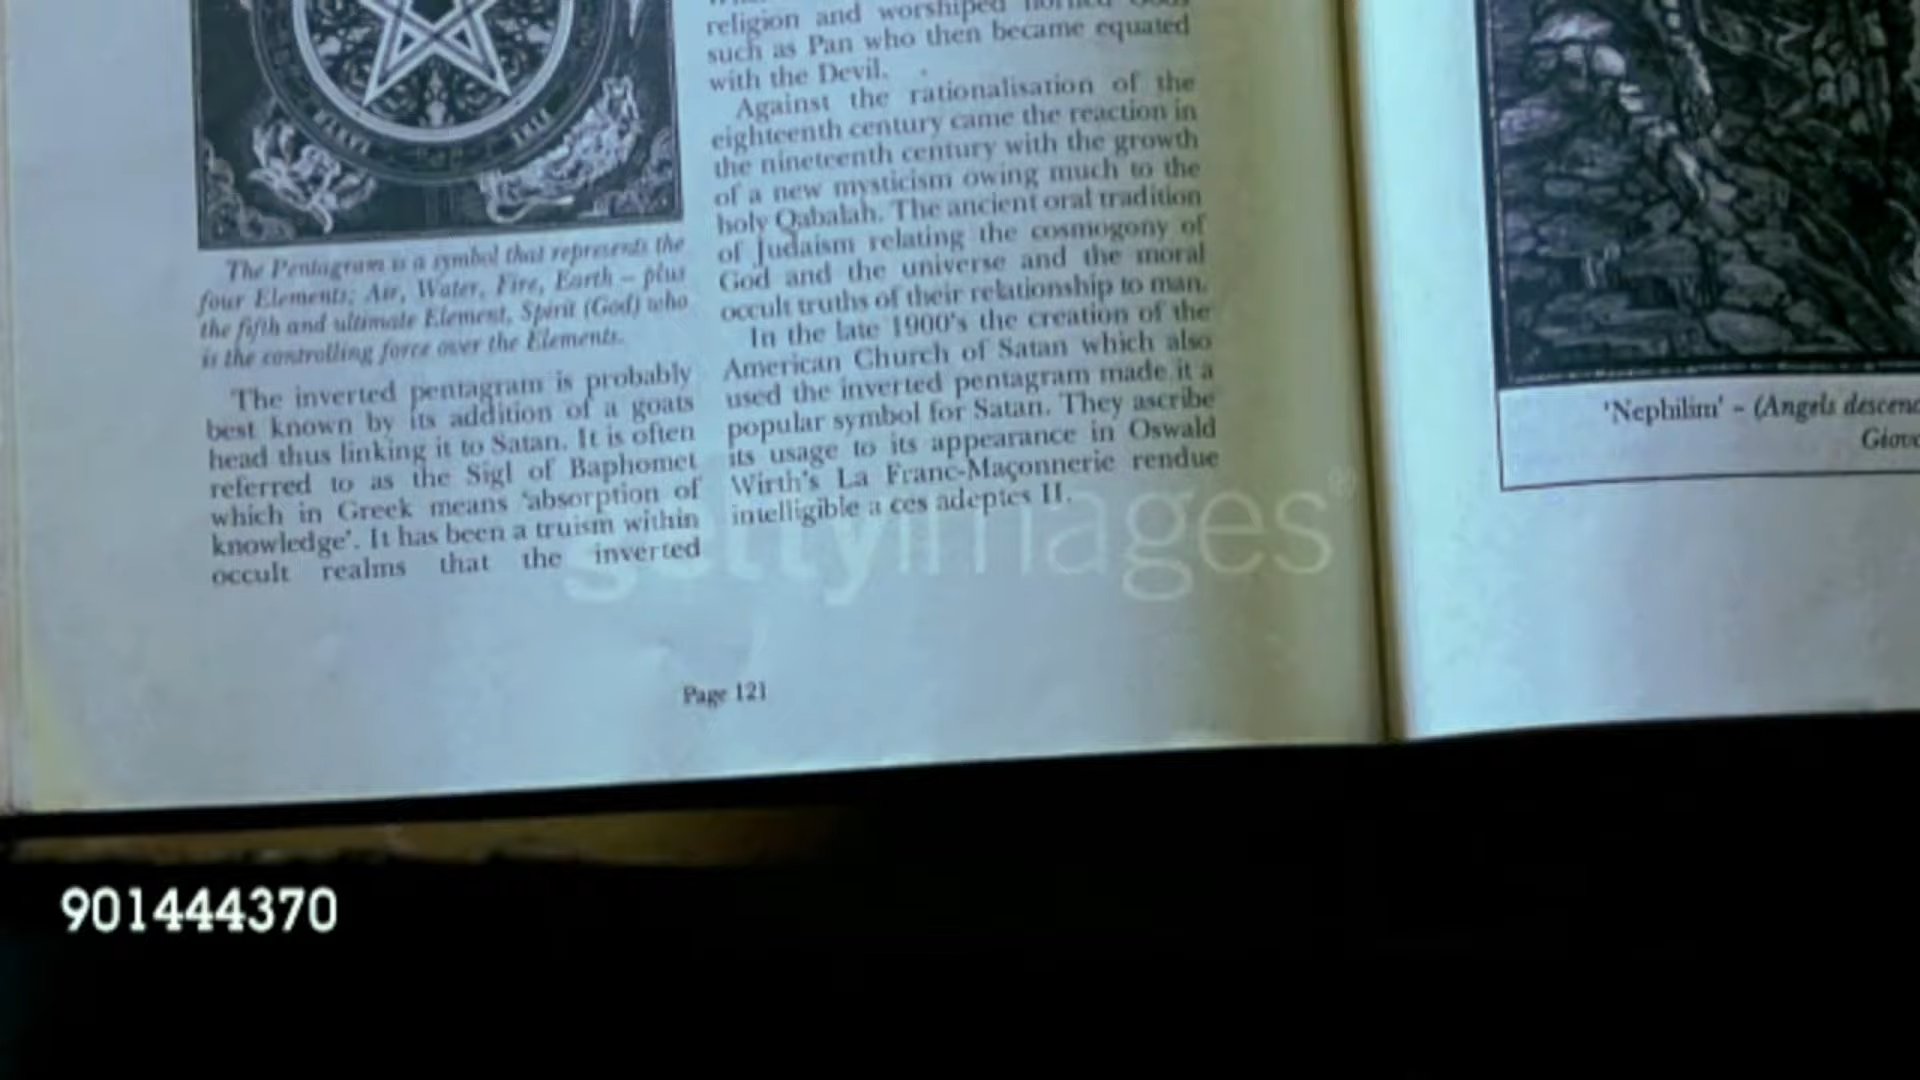 The Pentagram is a symbol that represents the
four Elements; Air, Water, Fire, Earth – plus
the fifth and ultimate Element, Spirit (God) who
is the controlling force over the Elements.
The inverted pentagram is probably
best known by its addition of a goats
head thus linking it to Satan. It is often
referred to as the Sigl of Baphomet
which in Greek means 'absorption of
knowledge'. It has been a truism within
occult realms that the inverted
religion and worshiped horned Gods
such as Pan who then became equated
with the Devil.
Against the rationalisation of the
eighteenth century came the reaction in
the nineteenth century with the growth
of a new mysticism owing much to the
holy Qabalah. The ancient oral tradition
of Judaism relating the cosmogony of
God and the universe and the moral
occult truths of their relationship to man.
In the late 1900's the creation of the
American Church of Satan which also
used the inverted pentagram made it a
popular symbol for Satan. They ascribe
its usage to its appearance in Oswald
Wirth's La Franc-Maçonnerie rendue
intelligible a ces adeptes II.
Page 121
'Nephilim' – (Angels descend
Giov
gettyimages®
901444370